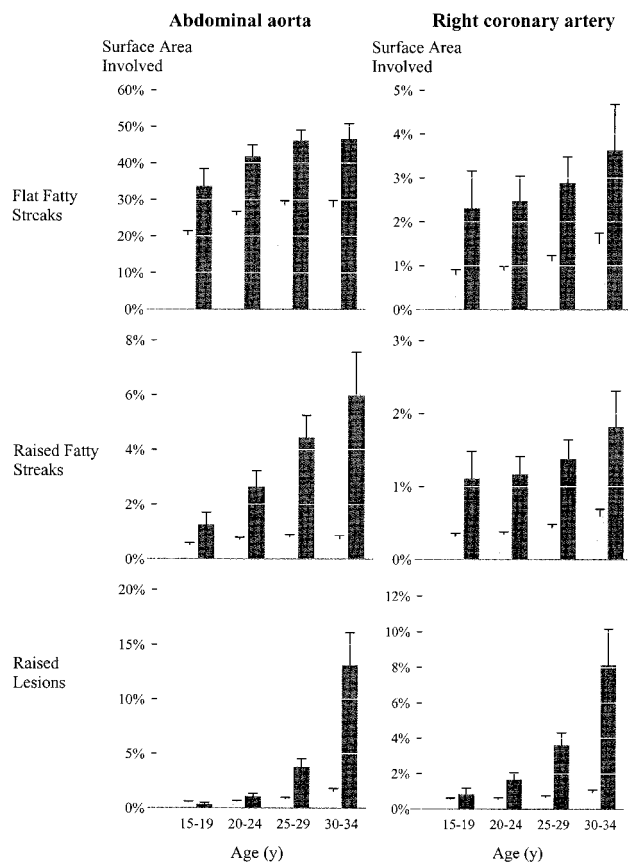 Abdominal aorta
Right coronary artery
Surface Area
Involved
Surface Area
Involved
60%
50%
40%
30%
20%
10%
0%
5%
4%
3%
2%
1%
0%
Flat Fatty
Streaks
8%
6%
4%
2%
0%
3%
2%
1%
0%
Raised Fatty
Streaks
20%
15%
10%
5%
0%
12%
10%
8%
6%
4%
2%
0%
Raised
Lesions
15-19 20-24 25-29 30-34
15-19 20-24 25-29 30-34
Age (y)
Age (y)